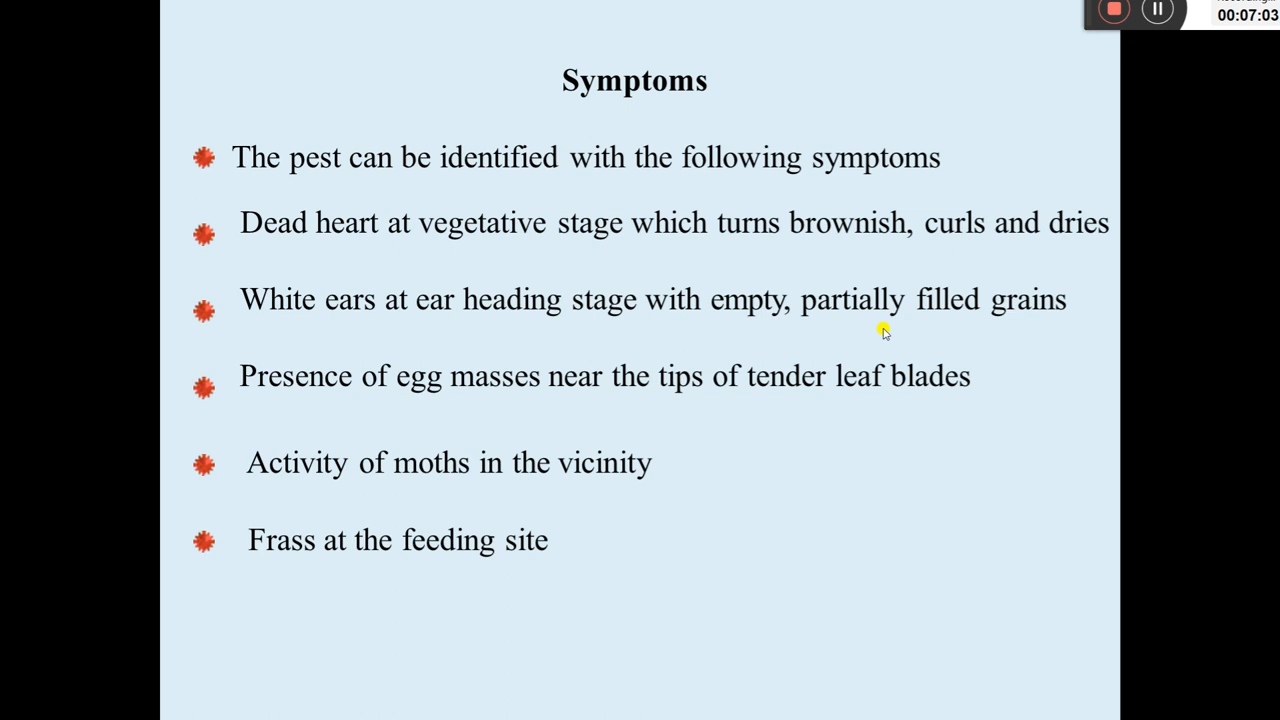 00:07:03
Symptoms
The pest can be identified with the following symptoms
Dead heart at vegetative stage which turns brownish, curls and dries
White ears at ear heading stage with empty, partially filled grains
Presence of egg masses near the tips of tender leaf blades
Activity of moths in the vicinity
Frass at the feeding site